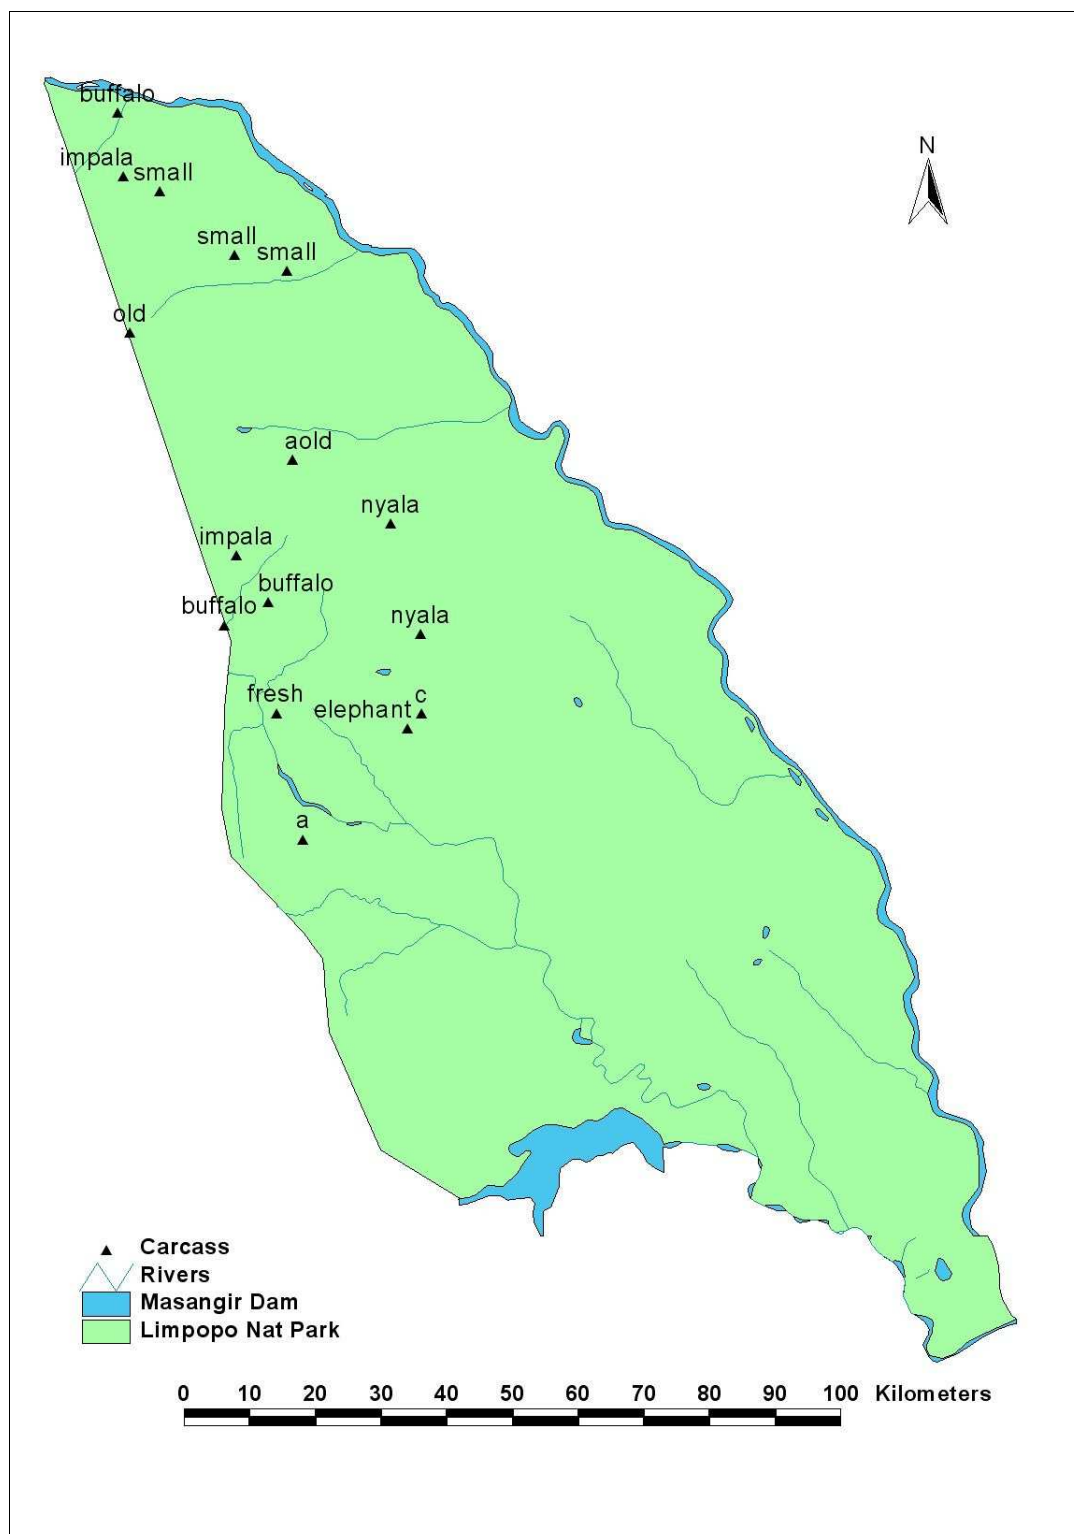 buffalo
N
impala
small
small
small
old
aold
nyala
impala
buffalo
buffalo
nyala
fresh
c
elephant
a
Carcass
Rivers
Masangir Dam
Limpopo Nat Park
0 10 20 30 40 50 60 70 80 90 100 Kilometers